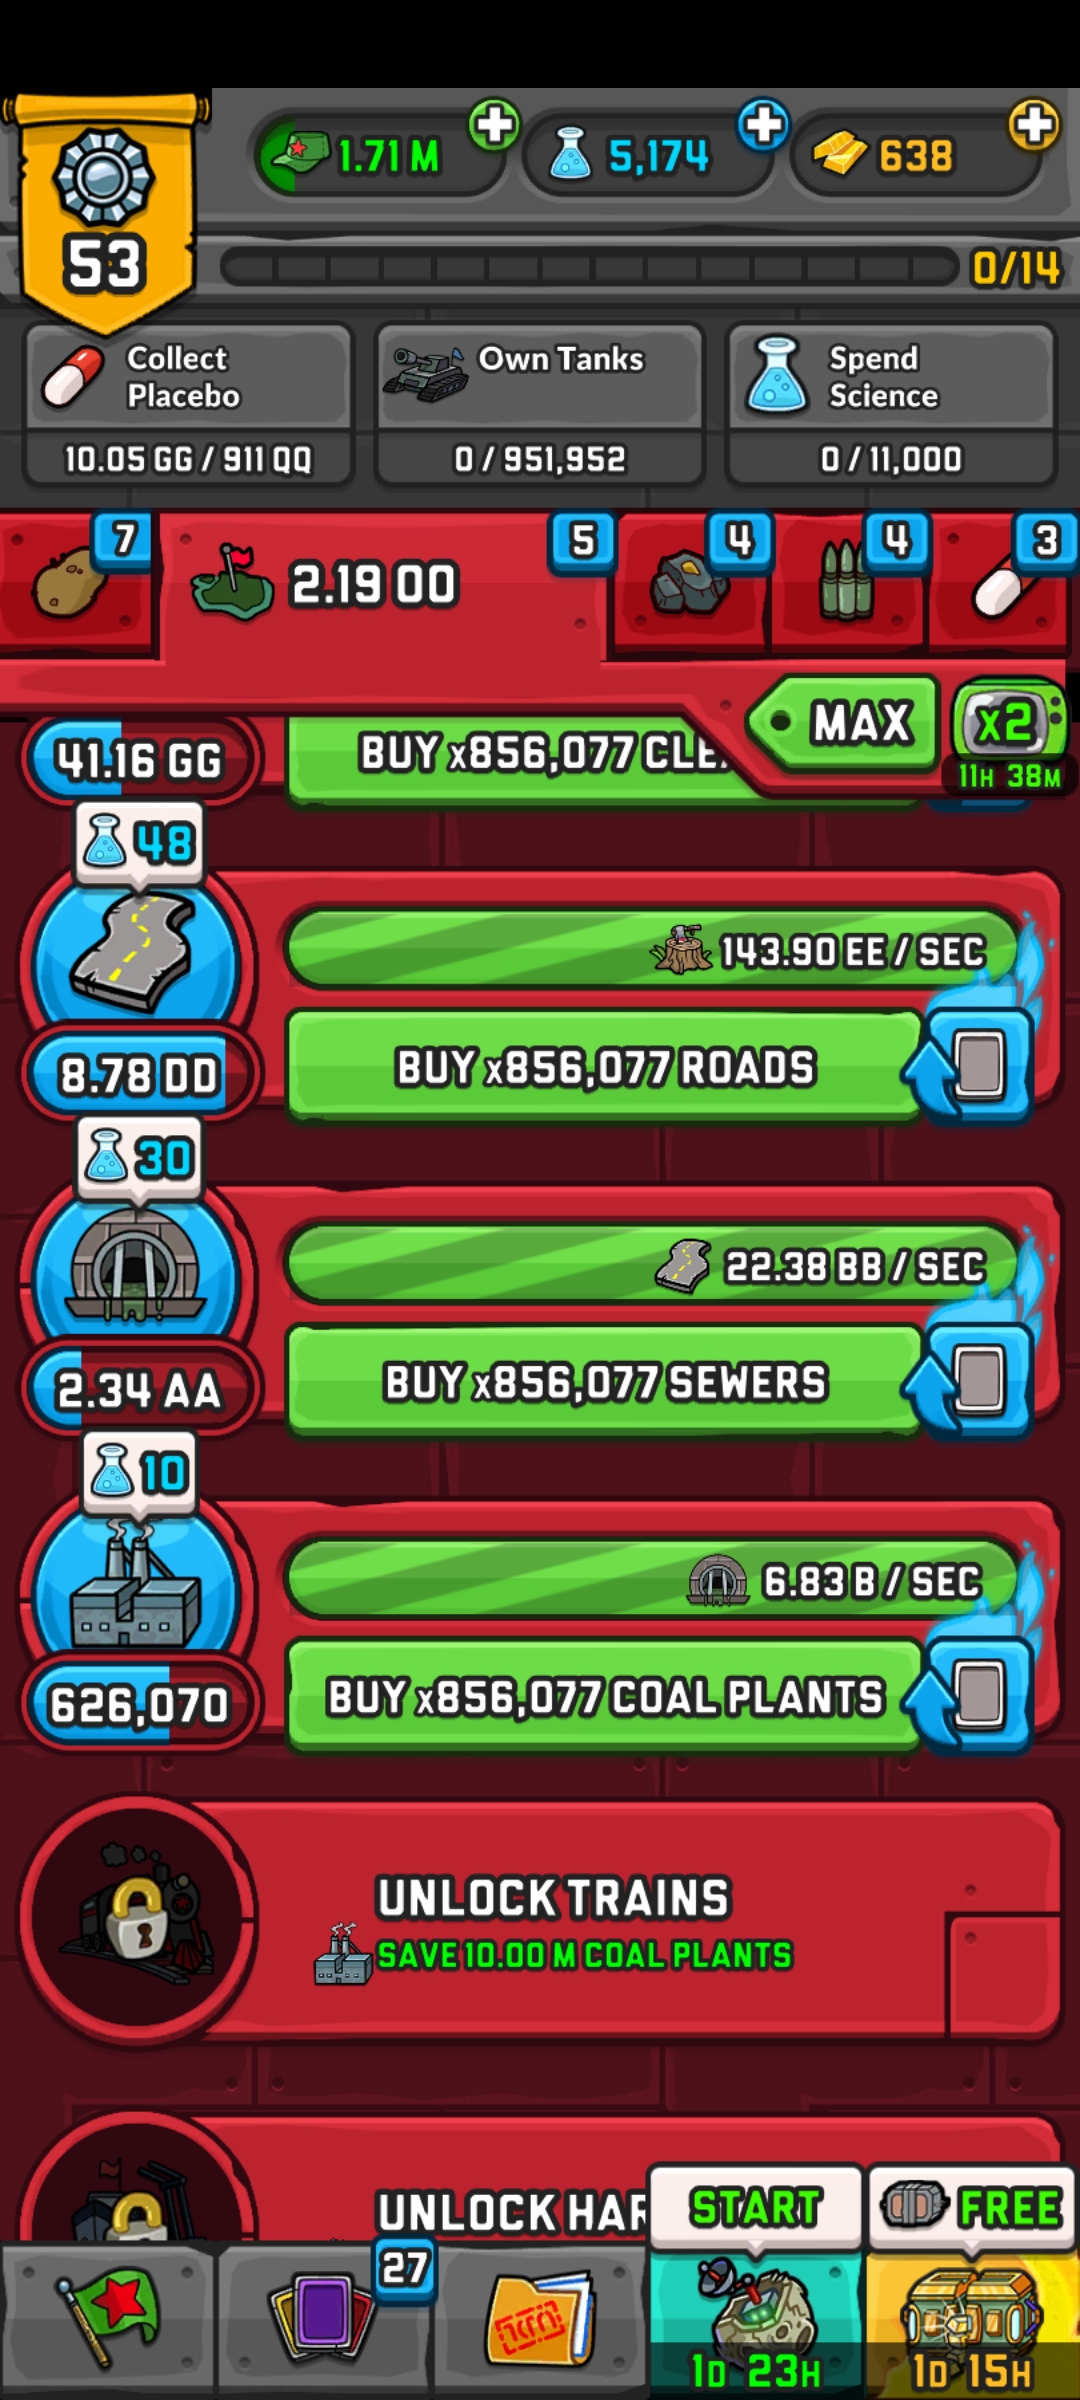 1.71 M
5,174
638
53
0/14
Collect
Placebo
Own Tanks
Spend
Science
10.05 GG / 911 QQ
0 / 951,952
0 / 11,000
7
2.19 OO
5
4
4
3
MAX
X2
11H 38M
41.16 GG
BUY x856,077 CLE
48
143.90 EE / SEC
8.78 DD
BUY x856,077 ROADS
30
22.38 BB / SEC
2.34 AA
BUY x856,077 SEWERS
10
6.83 B / SEC
626,070
BUY x856,077 COAL PLANTS
UNLOCK TRAINS
SAVE 10.00 M COAL PLANTS
UNLOCK HAR
START
FREE
27
1D 23H
1D 15H